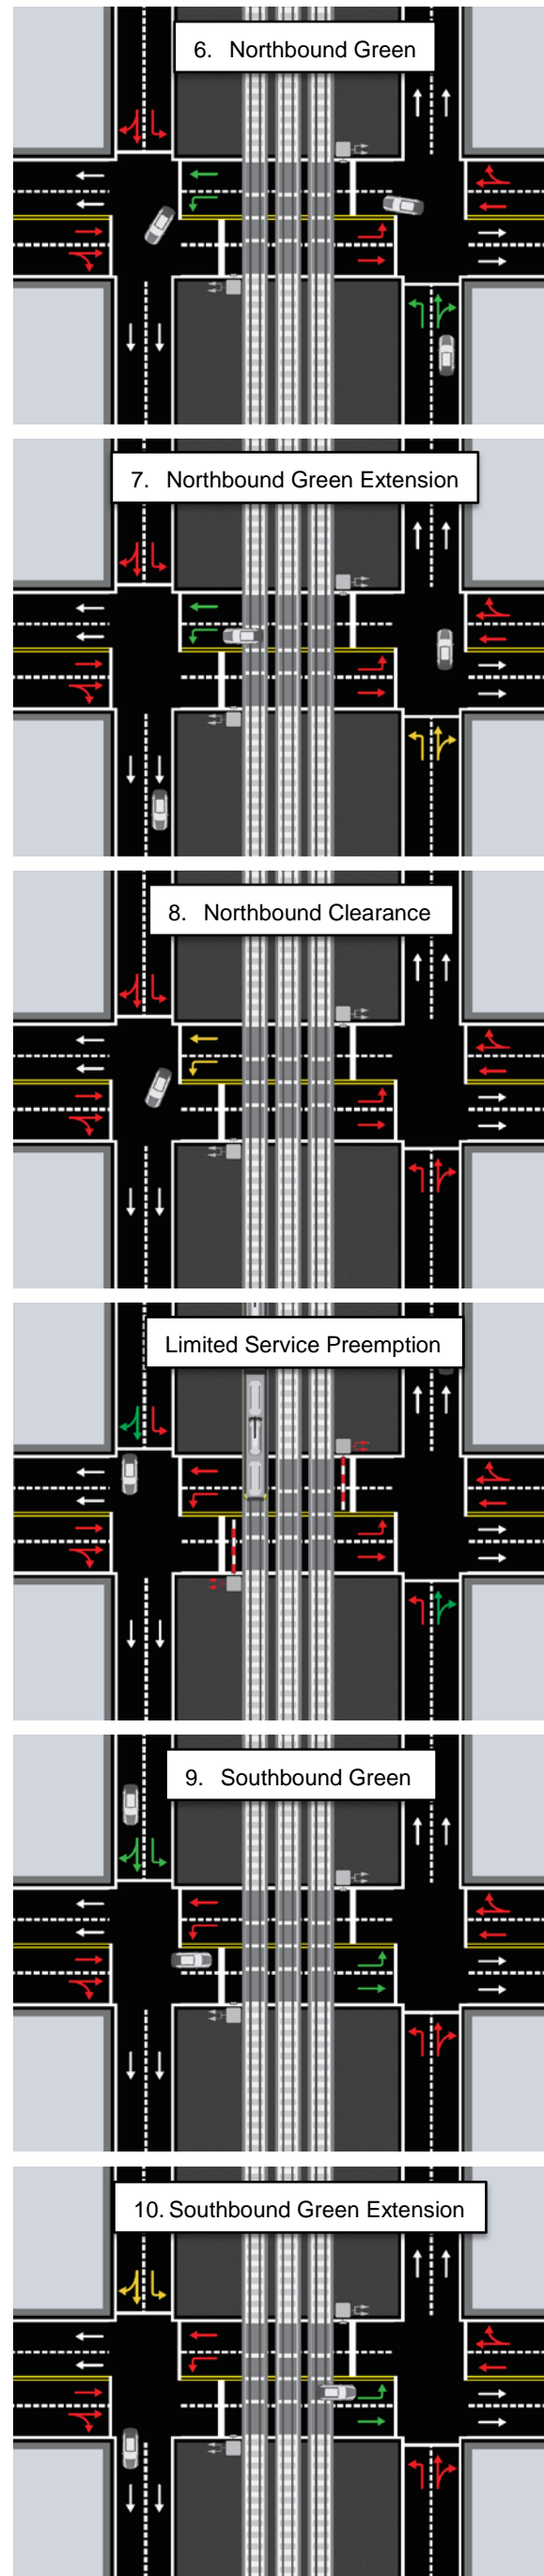 6. Northbound Green
7. Northbound Green Extension
8. Northbound Clearance
Limited Service Preemption
9. Southbound Green
10. Southbound Green Extension